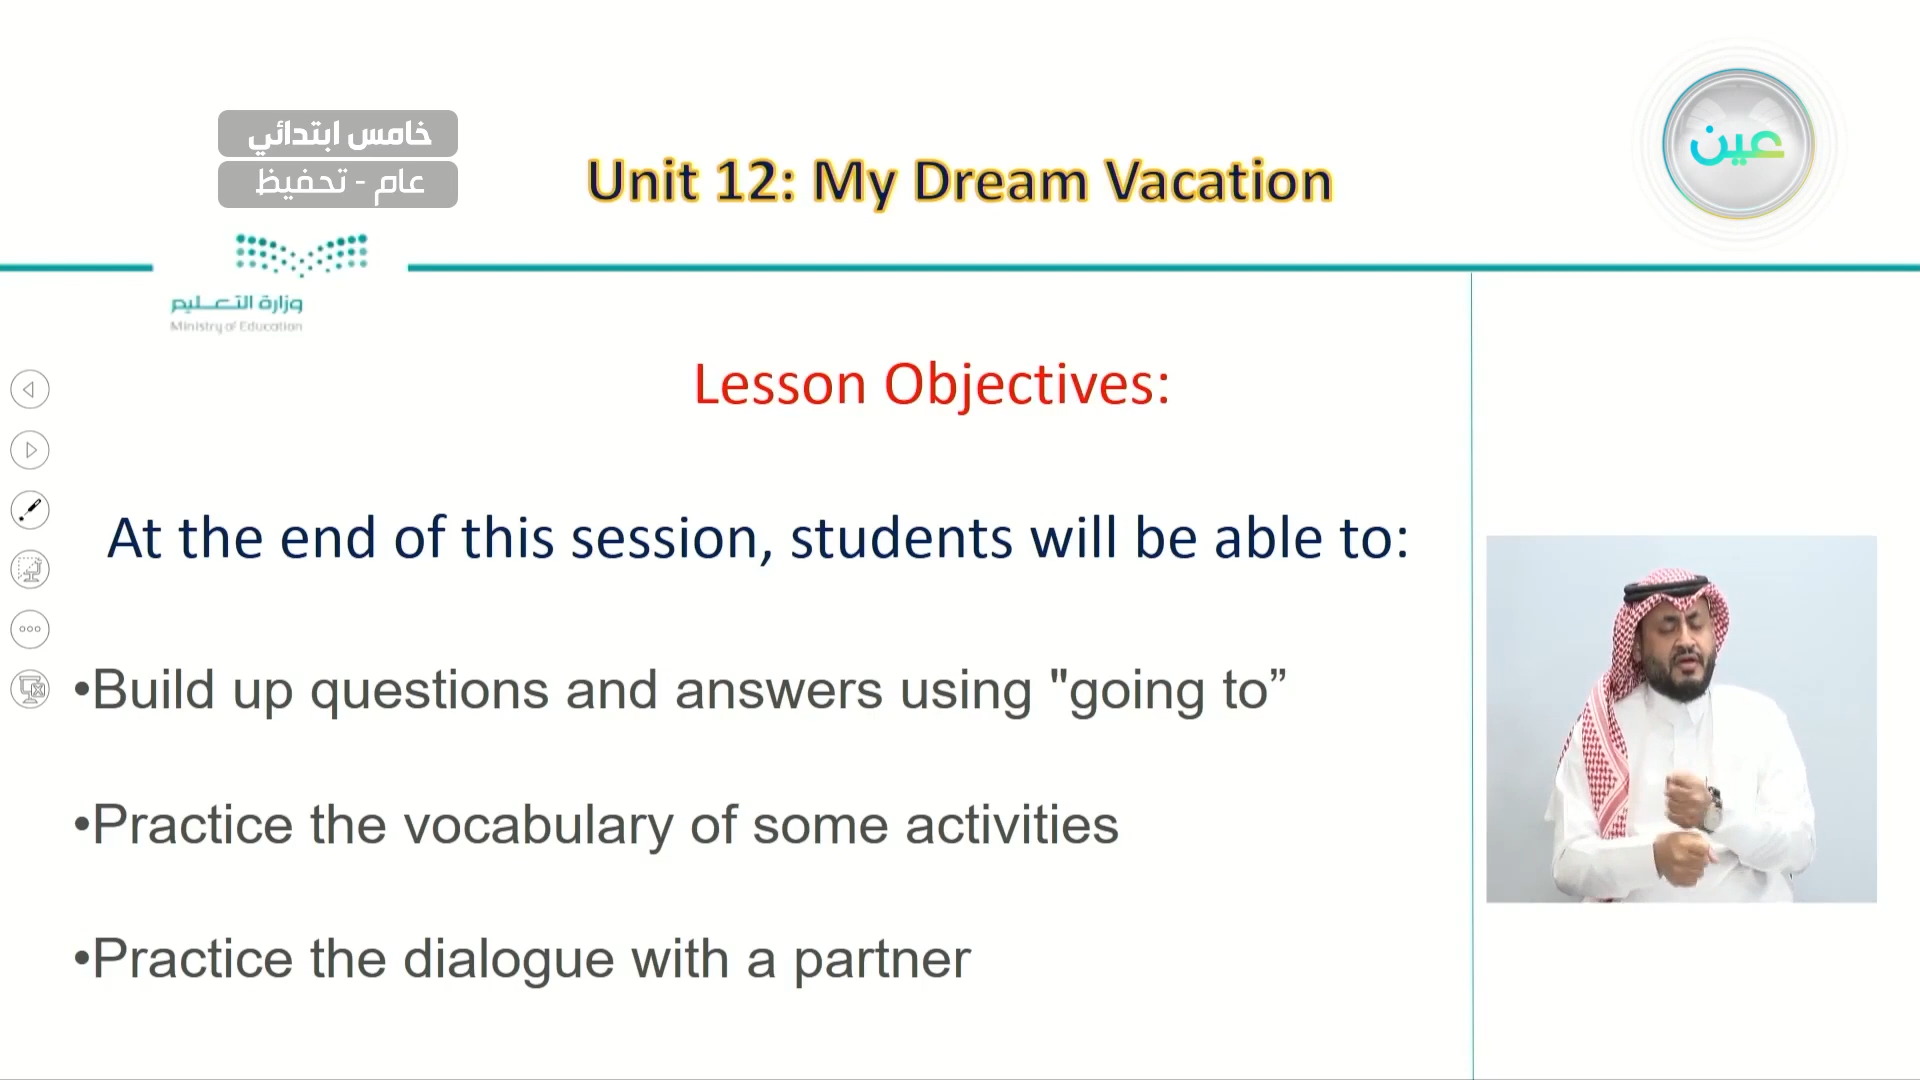 خامس ابتدائي
عام - تحفيظ
عين
Unit 12: My Dream Vacation
وزارة التعليم
Ministry of Education
Lesson Objectives:
At the end of this session, students will be able to:
•Build up questions and answers using "going to”
•Practice the vocabulary of some activities
•Practice the dialogue with a partner